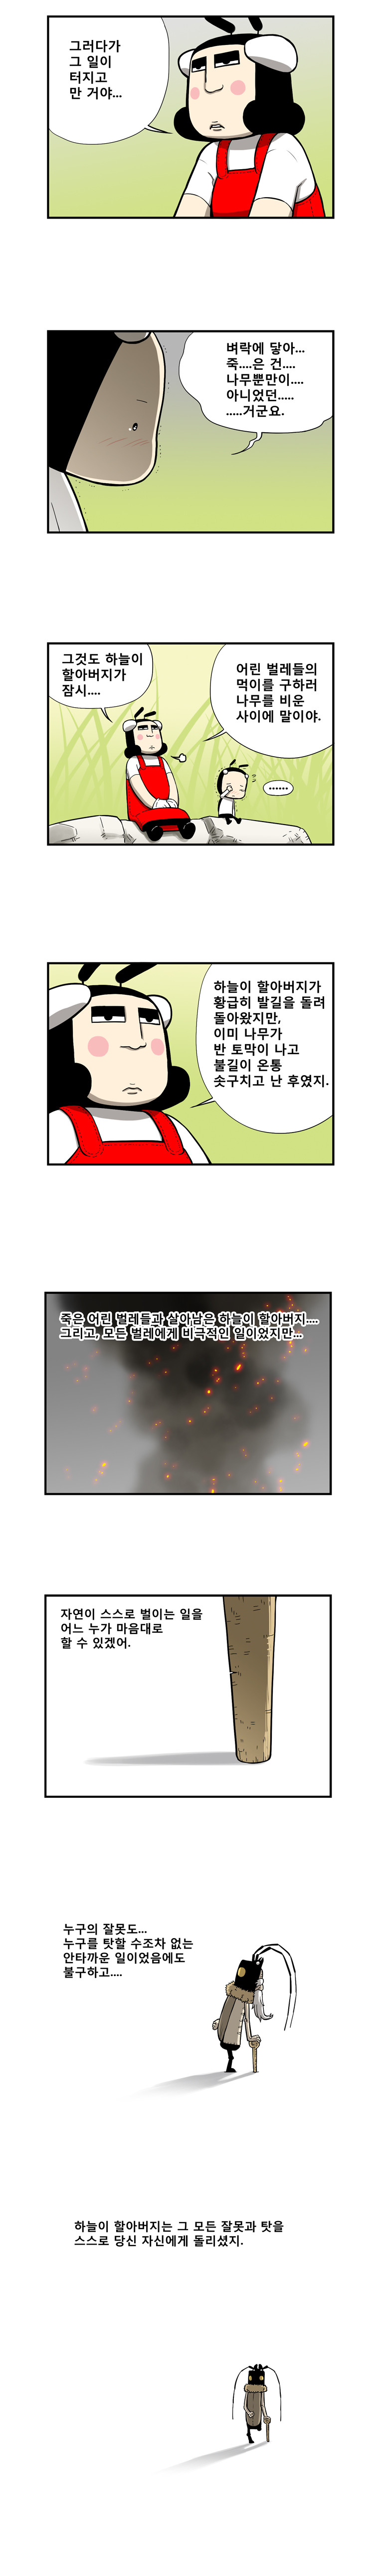 그러다가
그 일이
터지고
만 거야...
벼락에 닿아...
죽....은 건....
나무뿐만이....
아니었던.....
.....거군요.
그것도 하늘이
할아버지가
잠시....
어린 벌레들의
먹이를 구하러
나무를 비운
사이에 말이야.
......
하늘이 할아버지가
황급히 발길을 돌려
돌아왔지만,
이미 나무가
반 토막이 나고
불길이 온통
솟구치고 난 후였지.
죽은 어린 벌레들과 살아남은 하늘이 할아버지....
그리고, 모든 벌레에게 비극적인 일이었지만...
자연이 스스로 벌이는 일을
어느 누가 마음대로
할 수 있겠어.
누구의 잘못도...
누구를 탓할 수조차 없는
안타까운 일이었음에도
불구하고....
하늘이 할아버지는 그 모든 잘못과 탓을
스스로 당신 자신에게 돌리셨지.